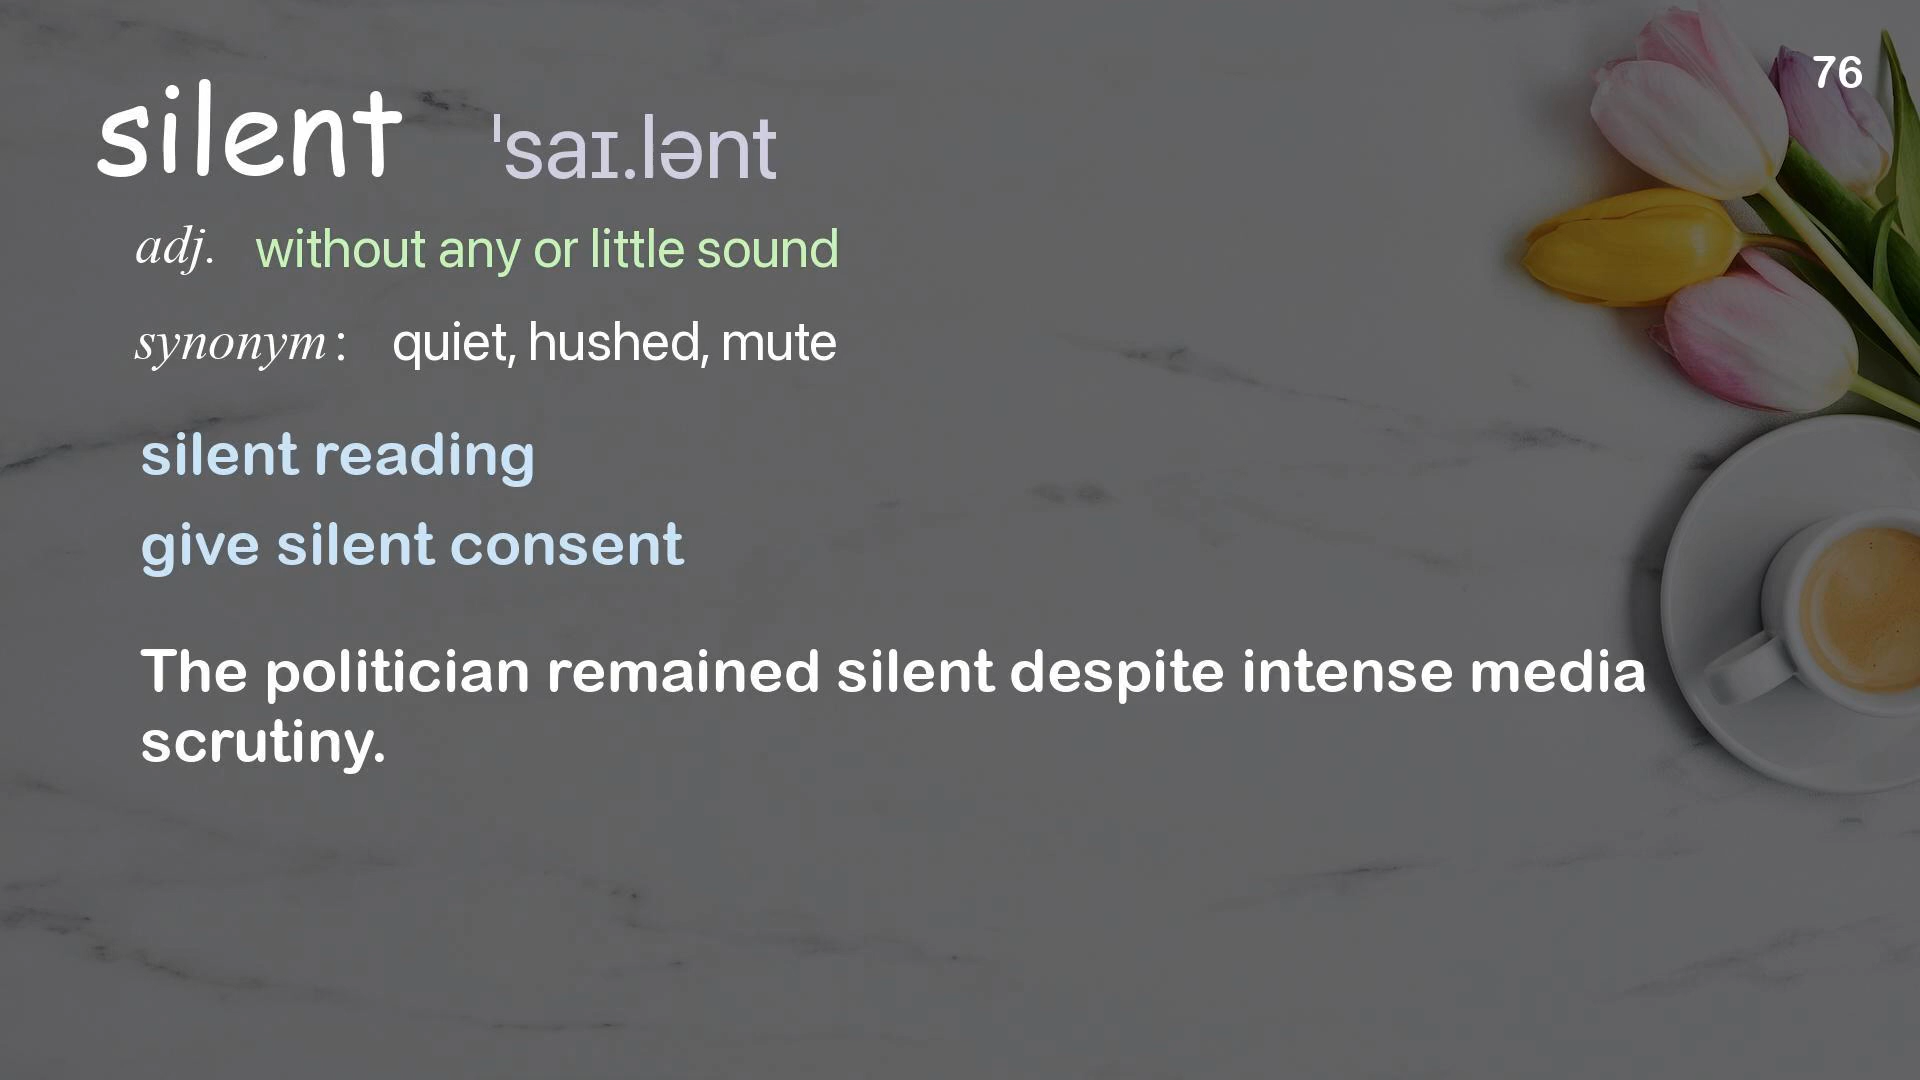 76
silent ˈsaɪ.lənt
adj. without any or little sound
synonym : quiet, hushed, mute
silent reading
give silent consent
The politician remained silent despite intense media
scrutiny.